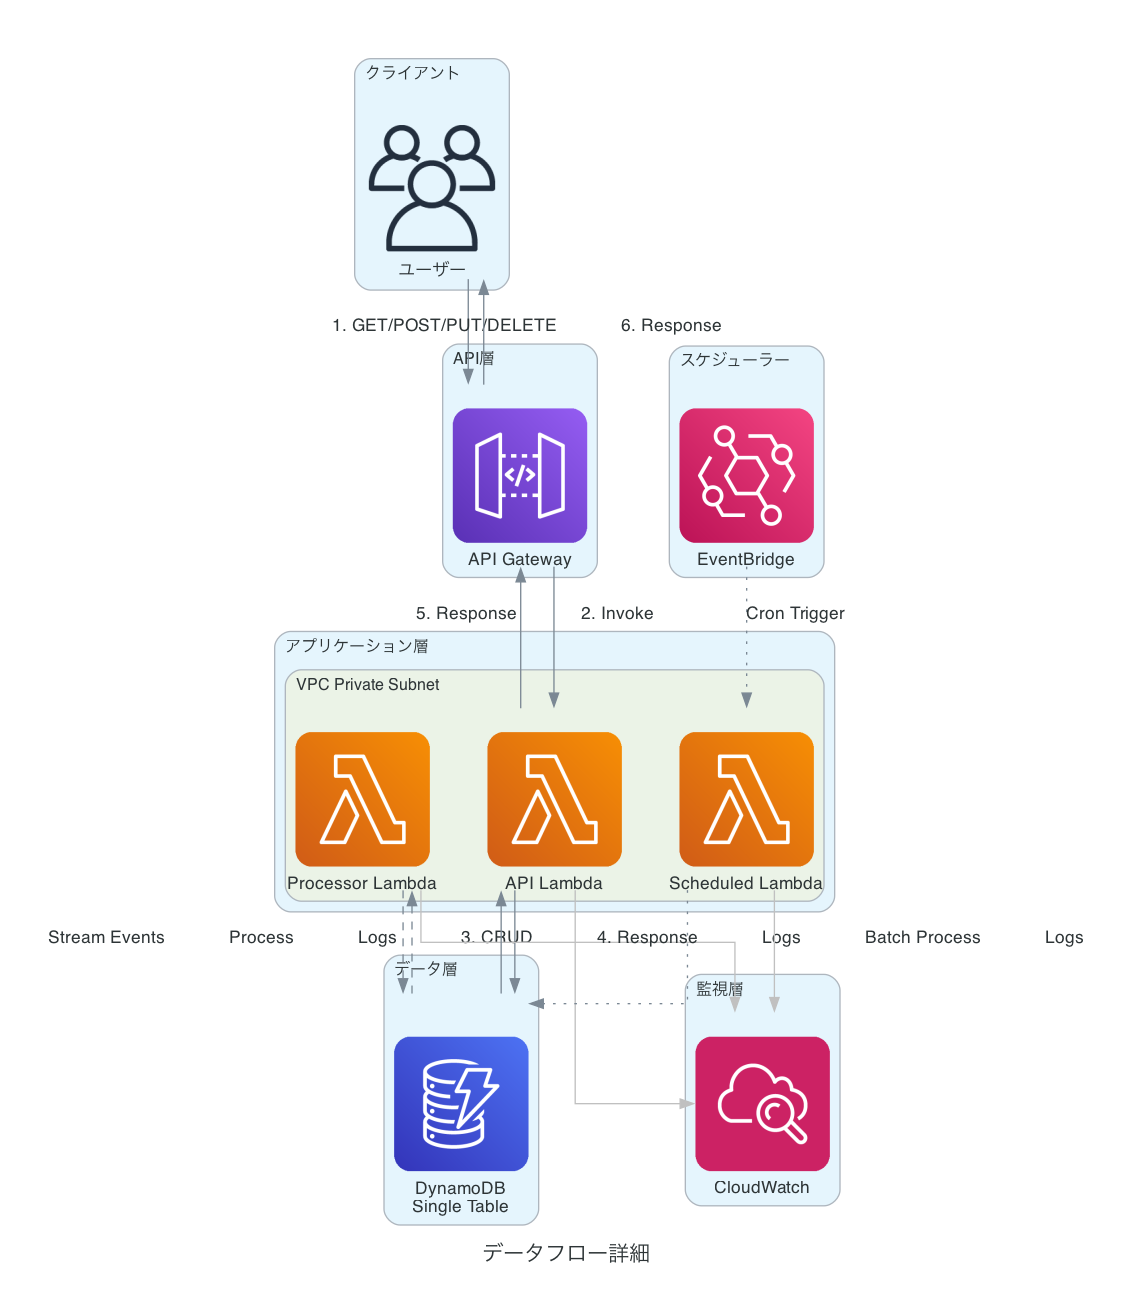 クライアント
ユーザー
1. GET/POST/PUT/DELETE
6. Response
API層
スケジューラー
API Gateway
EventBridge
5. Response
2. Invoke
Cron Trigger
アプリケーション層
VPC Private Subnet
Processor Lambda
API Lambda
Scheduled Lambda
Stream Events
Process
Logs
3. CRUD
4. Response
Logs
Batch Process
Logs
データ層
監視層
DynamoDB
Single Table
CloudWatch
データフロー詳細